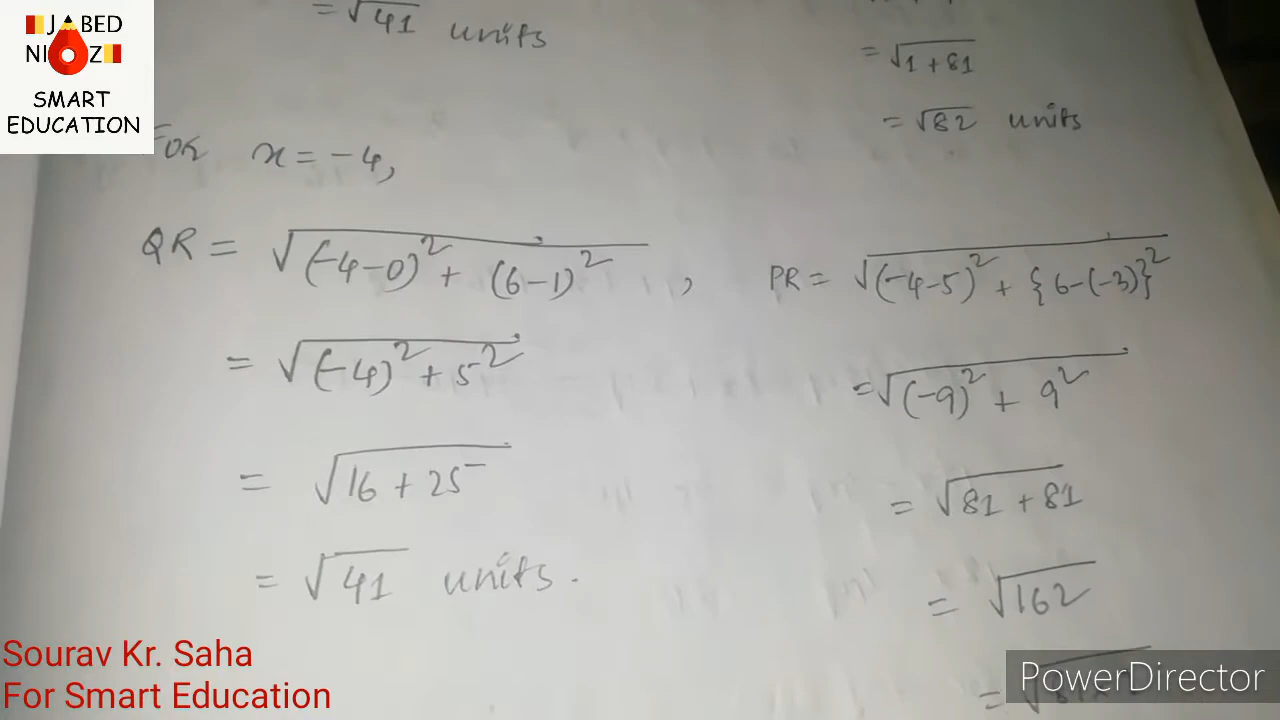 JABED
NIOZ
SMART
EDUCATION
= √41 units
= √1+81
= √82 units
For x = -4,
QR = √(-4-0)² + (6-1)² ,
= √(-4)² + 5²
= √16 + 25
= √41 units.
PR = √(-4-5)² + {6-(-3)}²
= √(-9)² + 9²
= √81 + 81
= √162
Sourav Kr. Saha
For Smart Education
PowerDirector